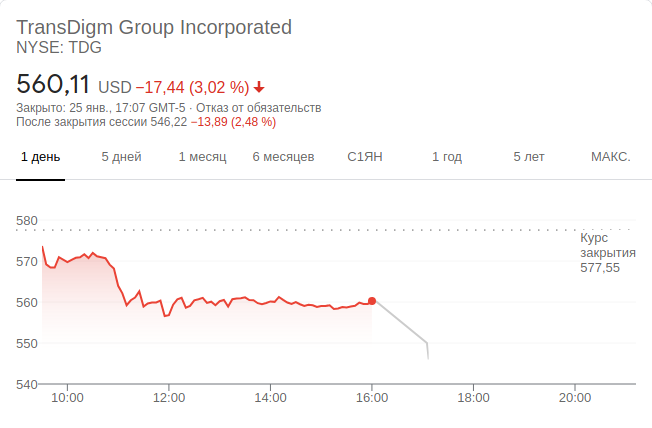 TransDigm Group Incorporated
NYSE: TDG
560,11 USD −17,44 (3,02 %)
Закрыто: 25 янв., 17:07 GMT-5 · Отказ от обязательств
После закрытия сессии 546,22 −13,89 (2,48 %)
1 день 5 дней 1 месяц 6 месяцев С1ЯН 1 год 5 лет МАКС.
580
Курс
закрытия
577,55
570
560
550
540
10:00 12:00 14:00 16:00 18:00 20:00